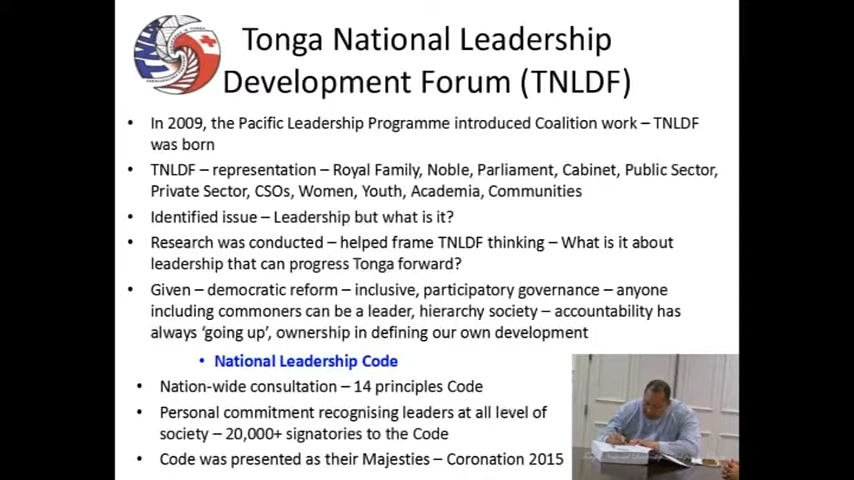 Tonga National Leadership
Development Forum (TNLDF)
• In 2009, the Pacific Leadership Programme introduced Coalition work – TNLDF
was born
• TNLDF – representation – Royal Family, Noble, Parliament, Cabinet, Public Sector,
Private Sector, CSOs, Women, Youth, Academia, Communities
• Identified issue – Leadership but what is it?
• Research was conducted – helped frame TNLDF thinking – What is it about
leadership that can progress Tonga forward?
• Given – democratic reform – inclusive, participatory governance – anyone
including commoners can be a leader, hierarchy society – accountability has
always ‘going up’, ownership in defining our own development
• National Leadership Code
• Nation-wide consultation – 14 principles Code
• Personal commitment recognising leaders at all level of
society – 20,000+ signatories to the Code
• Code was presented as their Majesties – Coronation 2015